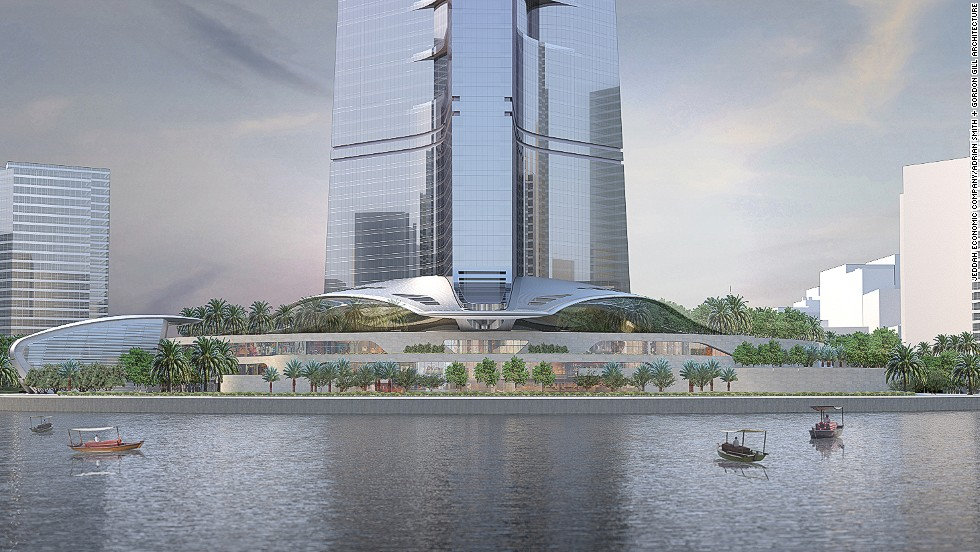 JEDDAH ECONOMIC COMPANY/ADRIAN SMITH + GORDON GILL ARCHITECTURE